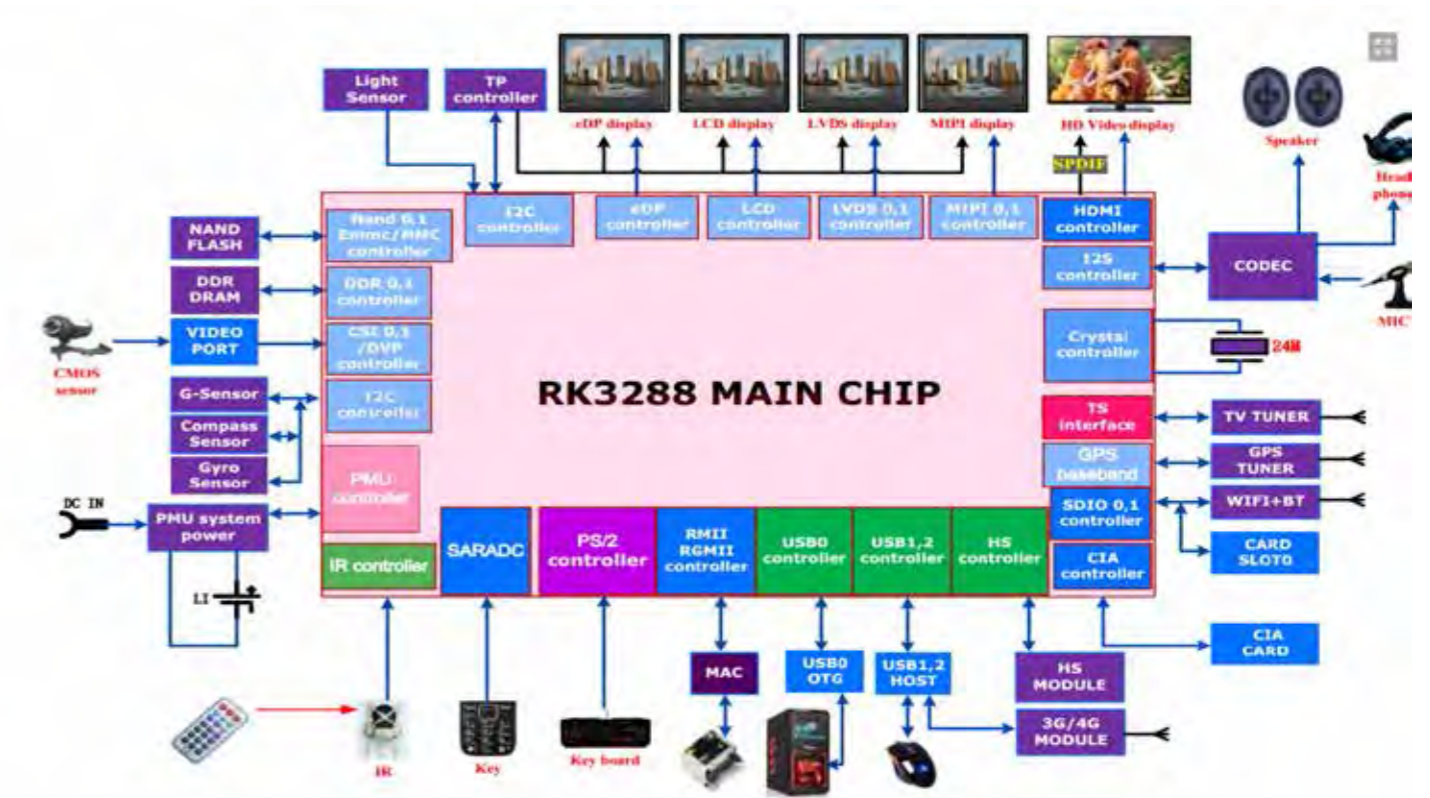 Light
Sensor
TP
controller
eDP display
LCD display
LVDS display
MIPI display
HD Video display
SPDIF
Speaker
Head
phone
I2C
controller
eDP
controller
LCD
controller
LVDS 0,1
controller
MIPI 0,1
controller
HDMI
controller
NAND
FLASH
Nand 0,1
Emmc/MMC
controller
I2S
controller
CODEC
MIC
DDR
DRAM
DDR 0,1
controller
CMOS
sensor
VIDEO
PORT
CSI 0,1
/DVP
controller
Crystal
controller
24M
G-Sensor
Compass
Sensor
Gyro
Sensor
I2C
controller
RK3288 MAIN CHIP
TS
interface
TV TUNER
GPS
baseband
GPS
TUNER
DC IN
PMU system
power
PMU
controller
LI
SDIO 0,1
controller
WIFI+BT
CARD
SLOT0
IR controller
SARADC
PS/2
controller
RMII
RGMII
controller
USB0
controller
USB1,2
controller
HS
controller
CIA
controller
CIA
CARD
MAC
USB0
OTG
USB1,2
HOST
HS
MODULE
3G/4G
MODULE
IR
Key
Key board